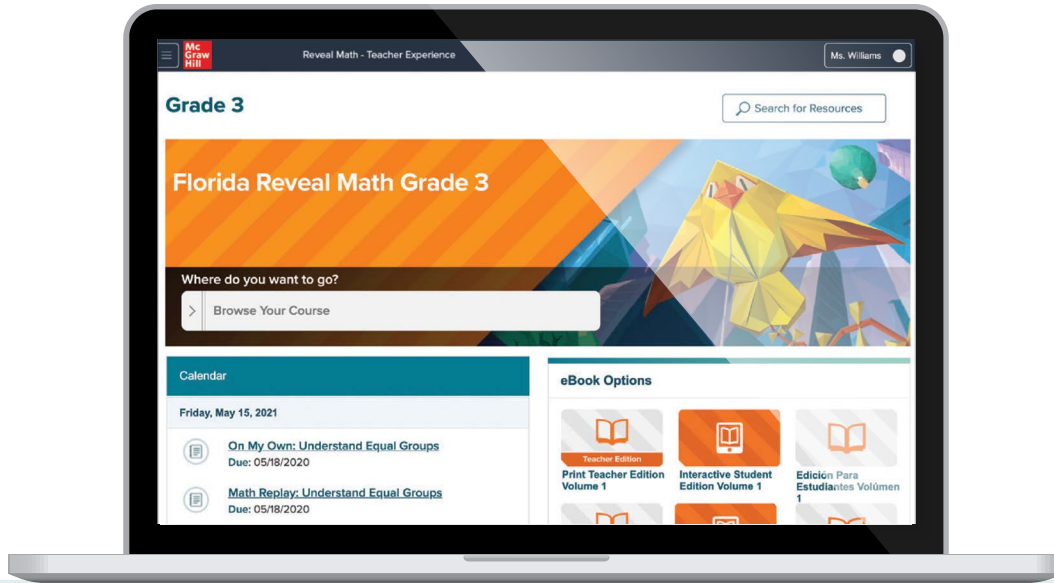 Mc
Graw
Hill
Reveal Math - Teacher Experience
Ms. Williams
Grade 3
Search for Resources
Florida Reveal Math Grade 3
Where do you want to go?
Browse Your Course
Calendar
Friday, May 15, 2021
On My Own: Understand Equal Groups
Due: 05/18/2020
Math Replay: Understand Equal Groups
Due: 05/18/2020
eBook Options
Teacher Edition
Print Teacher Edition
Volume 1
Interactive Student
Edition Volume 1
Edición Para
Estudiantes Volúmen
1